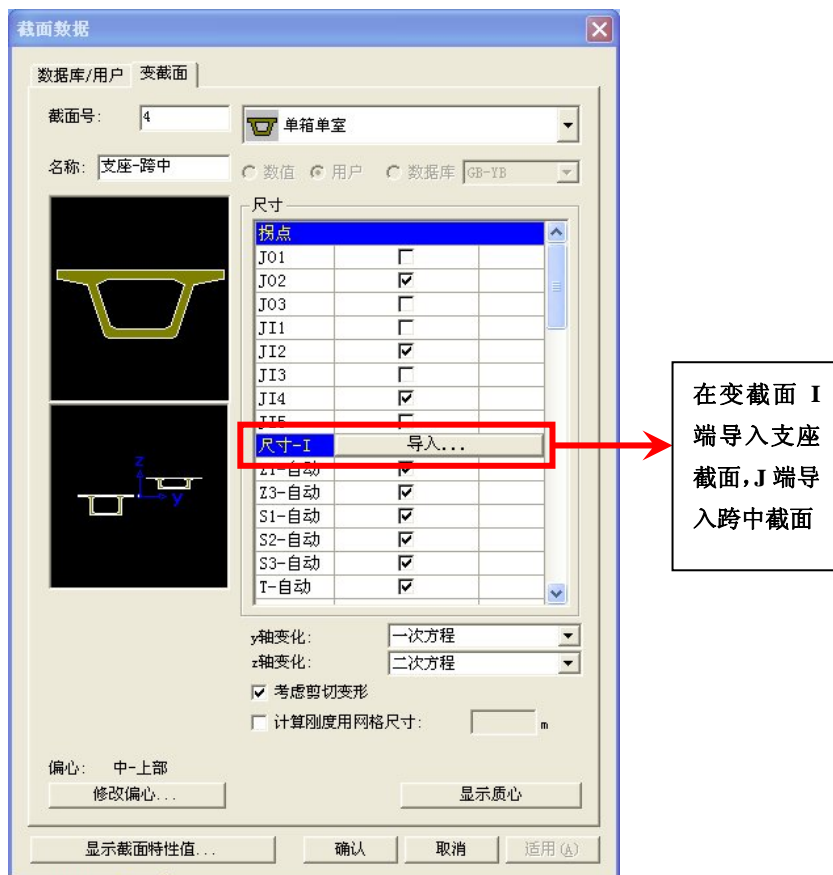 截面数据
数据库/用户 变截面
截面号: 4 单箱单室
名称: 支座-跨中 数值 用户 数据库 GB-YB
尺寸
拐点
JO1
JO2
JO3
JI1
JI2
JI3
JI4
JI5
尺寸-I 导入...
Z1-自动
Z3-自动
S1-自动
S2-自动
S3-自动
T-自动
z
y
y轴变化: 一次方程
z轴变化: 二次方程
考虑剪切变形
计算刚度用网格尺寸: m
偏心: 中-上部
修改偏心... 显示质心
显示截面特性值... 确认 取消 适用(A)
在变截面 I
端导入支座
截面,J 端导
入跨中截面